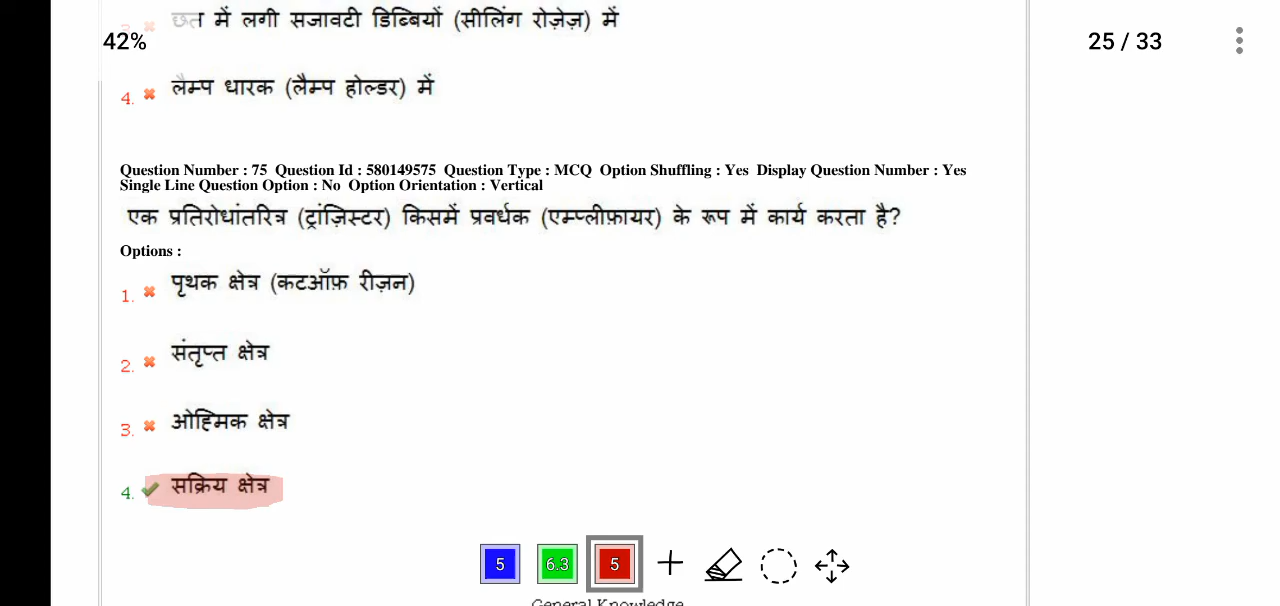 छत में लगी सजावटी डिब्बियों (सीलिंग रोज़ेज़) में
42%
25 / 33
4. लैम्प धारक (लैम्प होल्डर) में
Question Number : 75 Question Id : 580149575 Question Type : MCQ Option Shuffling : Yes Display Question Number : Yes
Single Line Question Option : No Option Orientation : Vertical
एक प्रतिरोधांतरित्र (ट्रांज़िस्टर) किसमें प्रवर्धक (एम्प्लीफ़ायर) के रूप में कार्य करता है?
Options :
1. पृथक क्षेत्र (कटऑफ़ रीज़न)
2. संतृप्त क्षेत्र
3. ओह्मिक क्षेत्र
4. सक्रिय क्षेत्र
5 6.3 5
General Knowledge